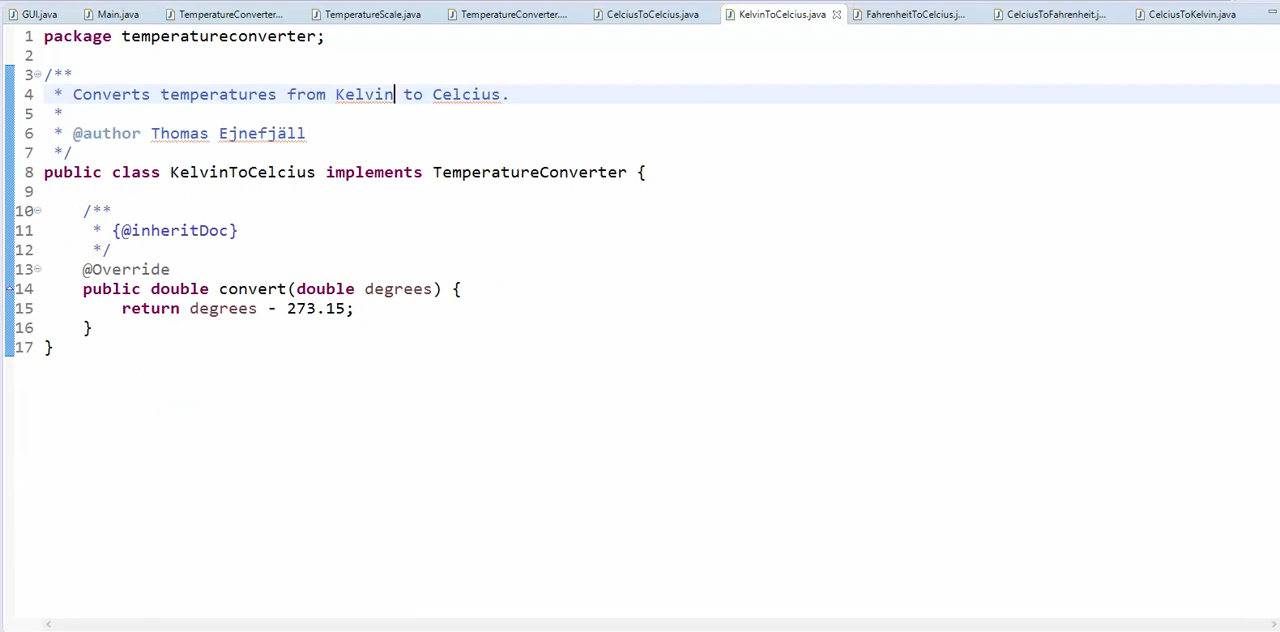 GUI.java Main.java TemperatureConverter... TemperatureScale.java TemperatureConverter.... CelciusToCelcius.java KelvinToCelcius.java FahrenheitToCelcius.j... CelciusToFahrenheit.j... CelciusToKelvin.java
1 package temperatureconverter;
2
3 /**
4 * Converts temperatures from Kelvin to Celcius.
5 *
6 * @author Thomas Ejnefjäll
7 */
8 public class KelvinToCelcius implements TemperatureConverter {
9
10 /**
11 * {@inheritDoc}
12 */
13 @Override
14 public double convert(double degrees) {
15 return degrees - 273.15;
16 }
17 }